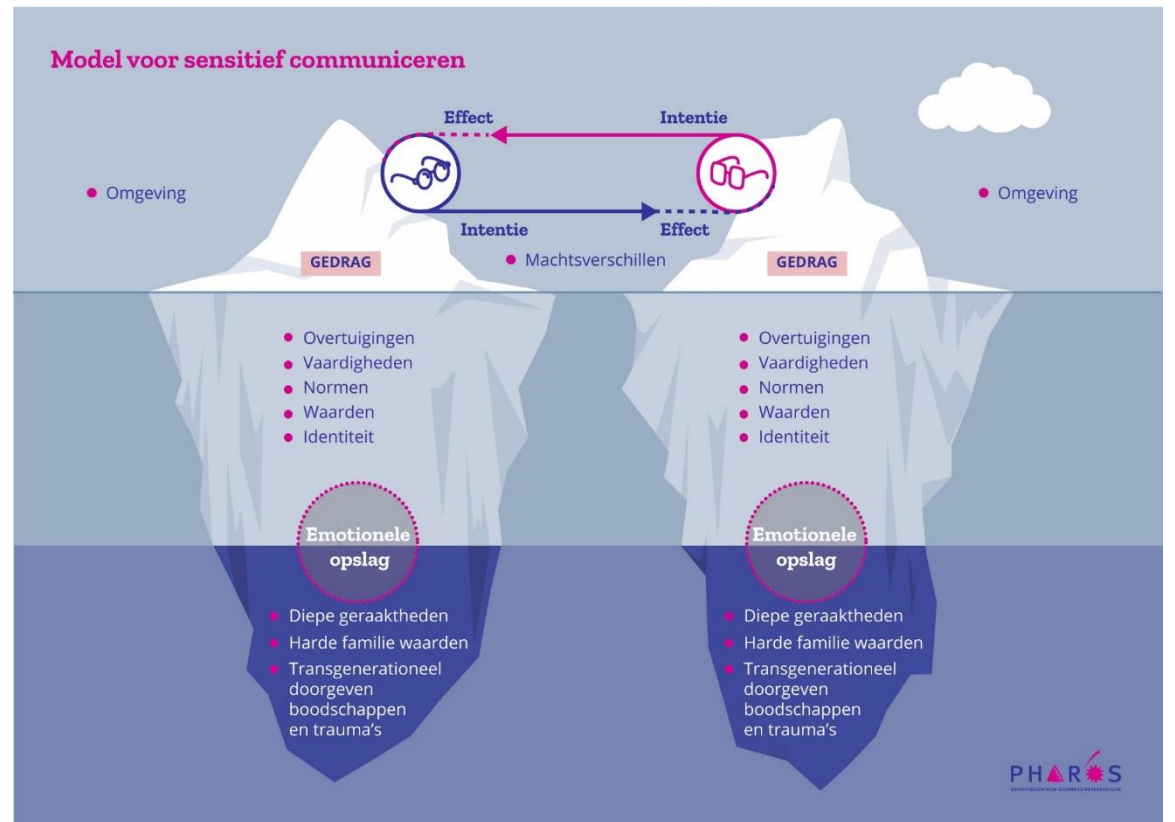 Model voor sensitief communiceren
Effect
Intentie
Omgeving
Omgeving
Intentie
Effect
Machtsverschillen
GEDRAG
GEDRAG
Overtuigingen
Vaardigheden
Normen
Waarden
Identiteit
Overtuigingen
Vaardigheden
Normen
Waarden
Identiteit
Emotionele
opslag
Emotionele
opslag
Diepe geraaktheden
Harde familie waarden
Transgenerationeel
doorgeven
boodschappen
en trauma's
Diepe geraaktheden
Harde familie waarden
Transgenerationeel
doorgeven
boodschappen
en trauma's
PHAROS
EXPERTISECENTRUM GEZONDHEIDSVERSCHILLEN